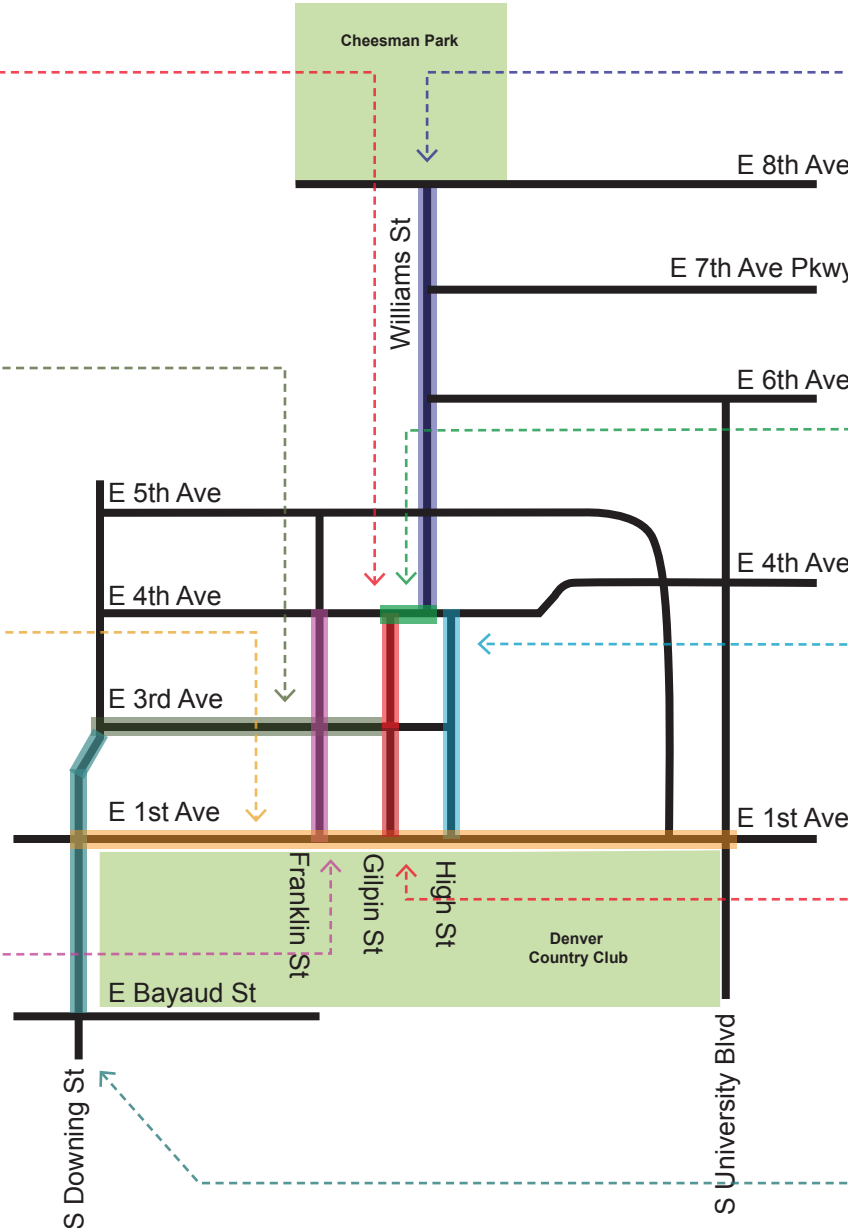 Cheesman Park
E 8th Ave
Williams St
E 7th Ave Pkwy
E 6th Ave
E 5th Ave
E 4th Ave
E 4th Ave
E 3rd Ave
E 1st Ave
E 1st Ave
Franklin St
Gilpin St
High St
Denver
Country Club
E Bayaud St
S Downing St
S University Blvd